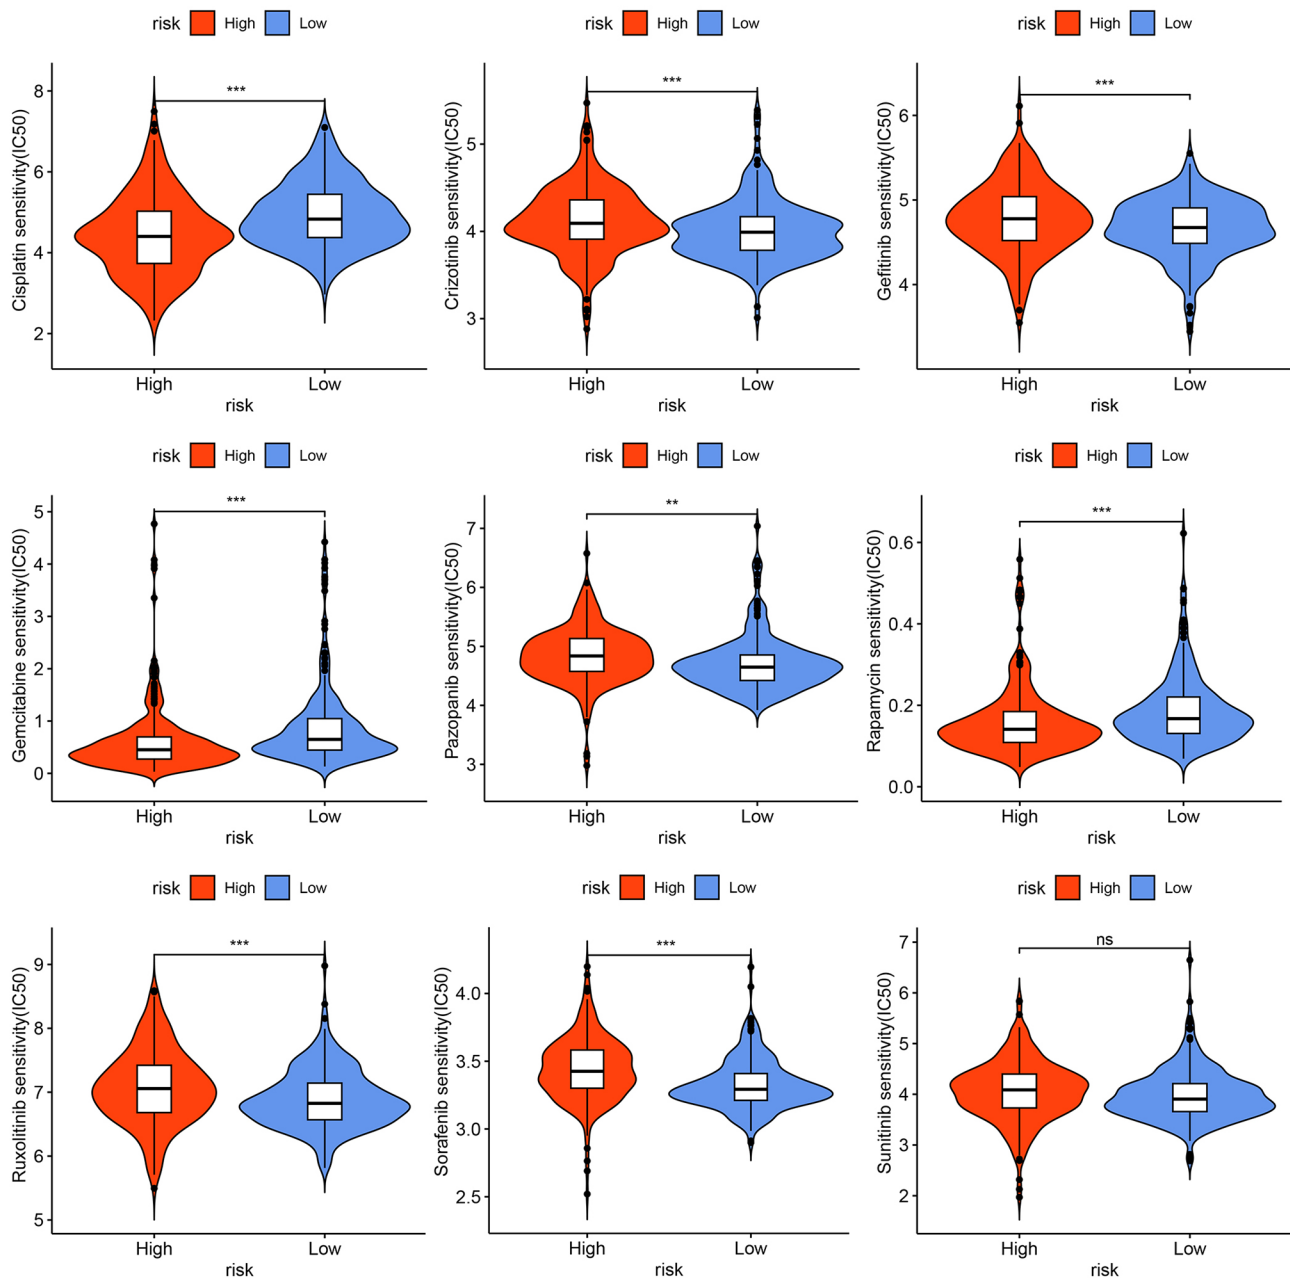 risk High Low
Cisplatin sensitivity(IC50)
8
6
4
2
***
High Low
risk
risk High Low
Crizotinib sensitivity(IC50)
5
4
3
***
High Low
risk
risk High Low
Gefitinib sensitivity(IC50)
6
5
4
***
High Low
risk
risk High Low
Gemcitabine sensitivity(IC50)
5
4
3
2
1
0
***
High Low
risk
risk High Low
Pazopanib sensitivity(IC50)
7
6
5
4
3
**
High Low
risk
risk High Low
Rapamycin sensitivity(IC50)
0.6
0.4
0.2
0.0
***
High Low
risk
risk High Low
Ruxolitinib sensitivity(IC50)
9
8
7
6
5
***
High Low
risk
risk High Low
Sorafenib sensitivity(IC50)
4.0
3.5
3.0
2.5
***
High Low
risk
risk High Low
Sunitinib sensitivity(IC50)
7
6
5
4
3
2
ns
High Low
risk